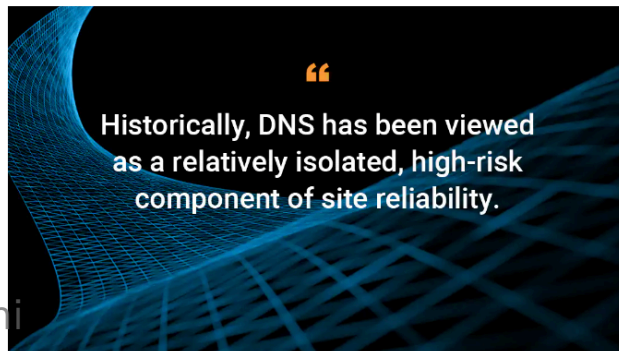 “
Historically, DNS has been viewed
as a relatively isolated, high-risk
component of site reliability.